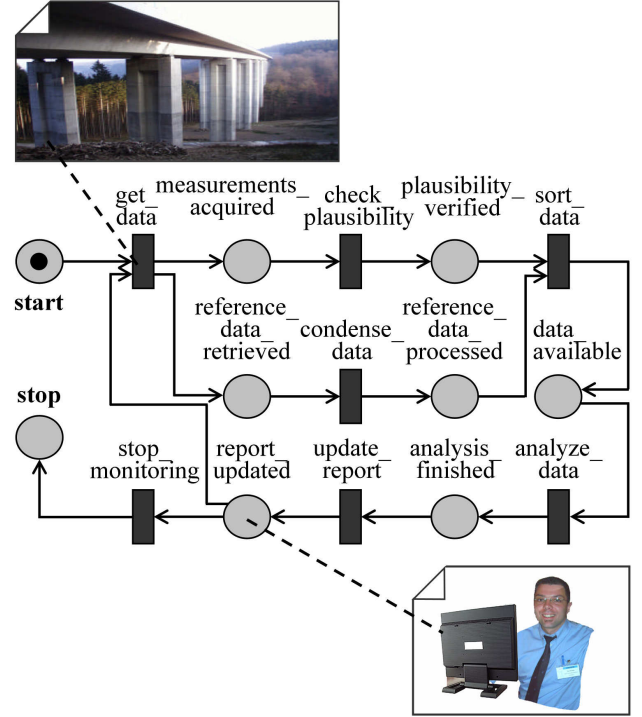 get_
data
measurements_
acquired
check_
plausibility
plausibility_
verified
sort_
data
start
reference_
data_
retrieved
condense_
data
reference_
data_
processed
data_
available
stop
stop_
monitoring
report_
updated
update_
report
analysis_
finished
analyze_
data